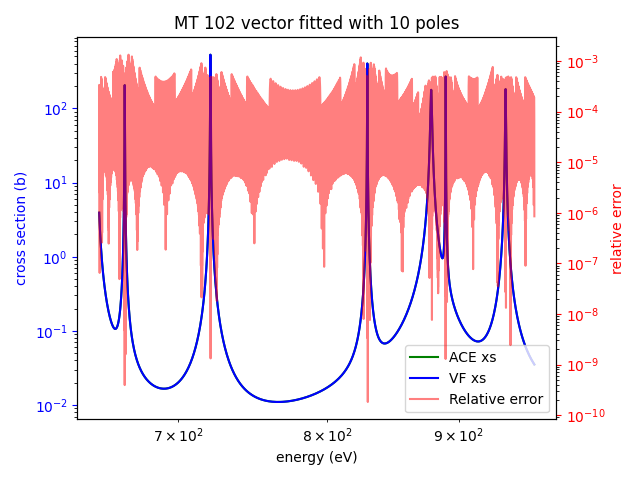 MT 102 vector fitted with 10 poles
cross section (b)
10²
10¹
10⁰
10⁻¹
10⁻²
10⁻³
10⁻⁴
10⁻⁵
10⁻⁶
10⁻⁷
10⁻⁸
10⁻⁹
10⁻¹⁰
relative error
ACE xs
VF xs
Relative error
7 × 10² 8 × 10² 9 × 10²
energy (eV)